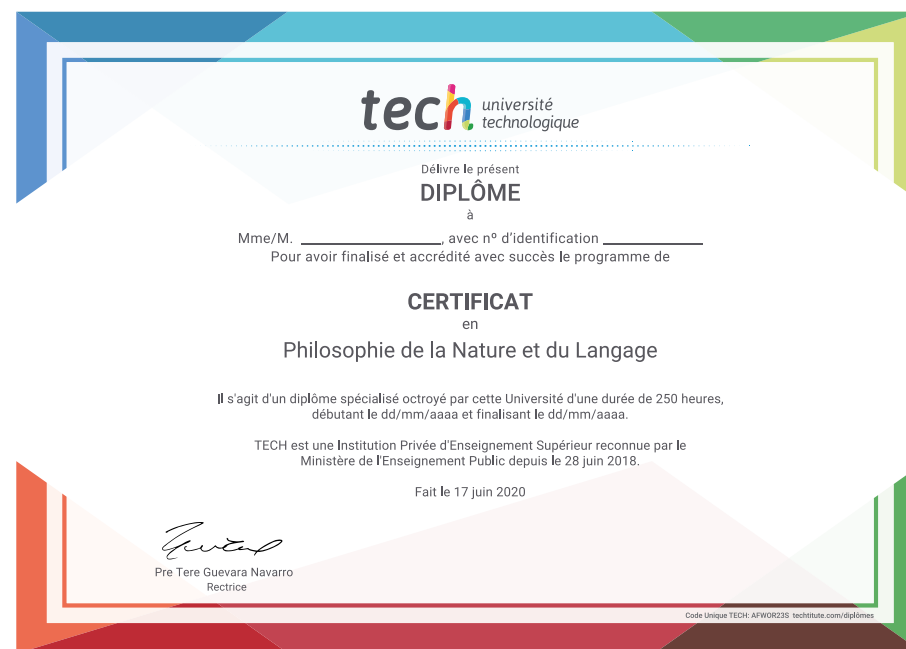 tech université
technologique
Délivre le présent
DIPLÔME
à
Mme/M. ____________________, avec nº d'identification ______________
Pour avoir finalisé et accrédité avec succès le programme de
CERTIFICAT
en
Philosophie de la Nature et du Langage
Il s'agit d'un diplôme spécialisé octroyé par cette Université d'une durée de 250 heures,
débutant le dd/mm/aaaa et finalisant le dd/mm/aaaa.
TECH est une Institution Privée d'Enseignement Supérieur reconnue par le
Ministère de l'Enseignement Public depuis le 28 juin 2018.
Fait le 17 juin 2020
Pre Tere Guevara Navarro
Rectrice
Code Unique TECH: AFWOR23S techtitute.com/diplômes